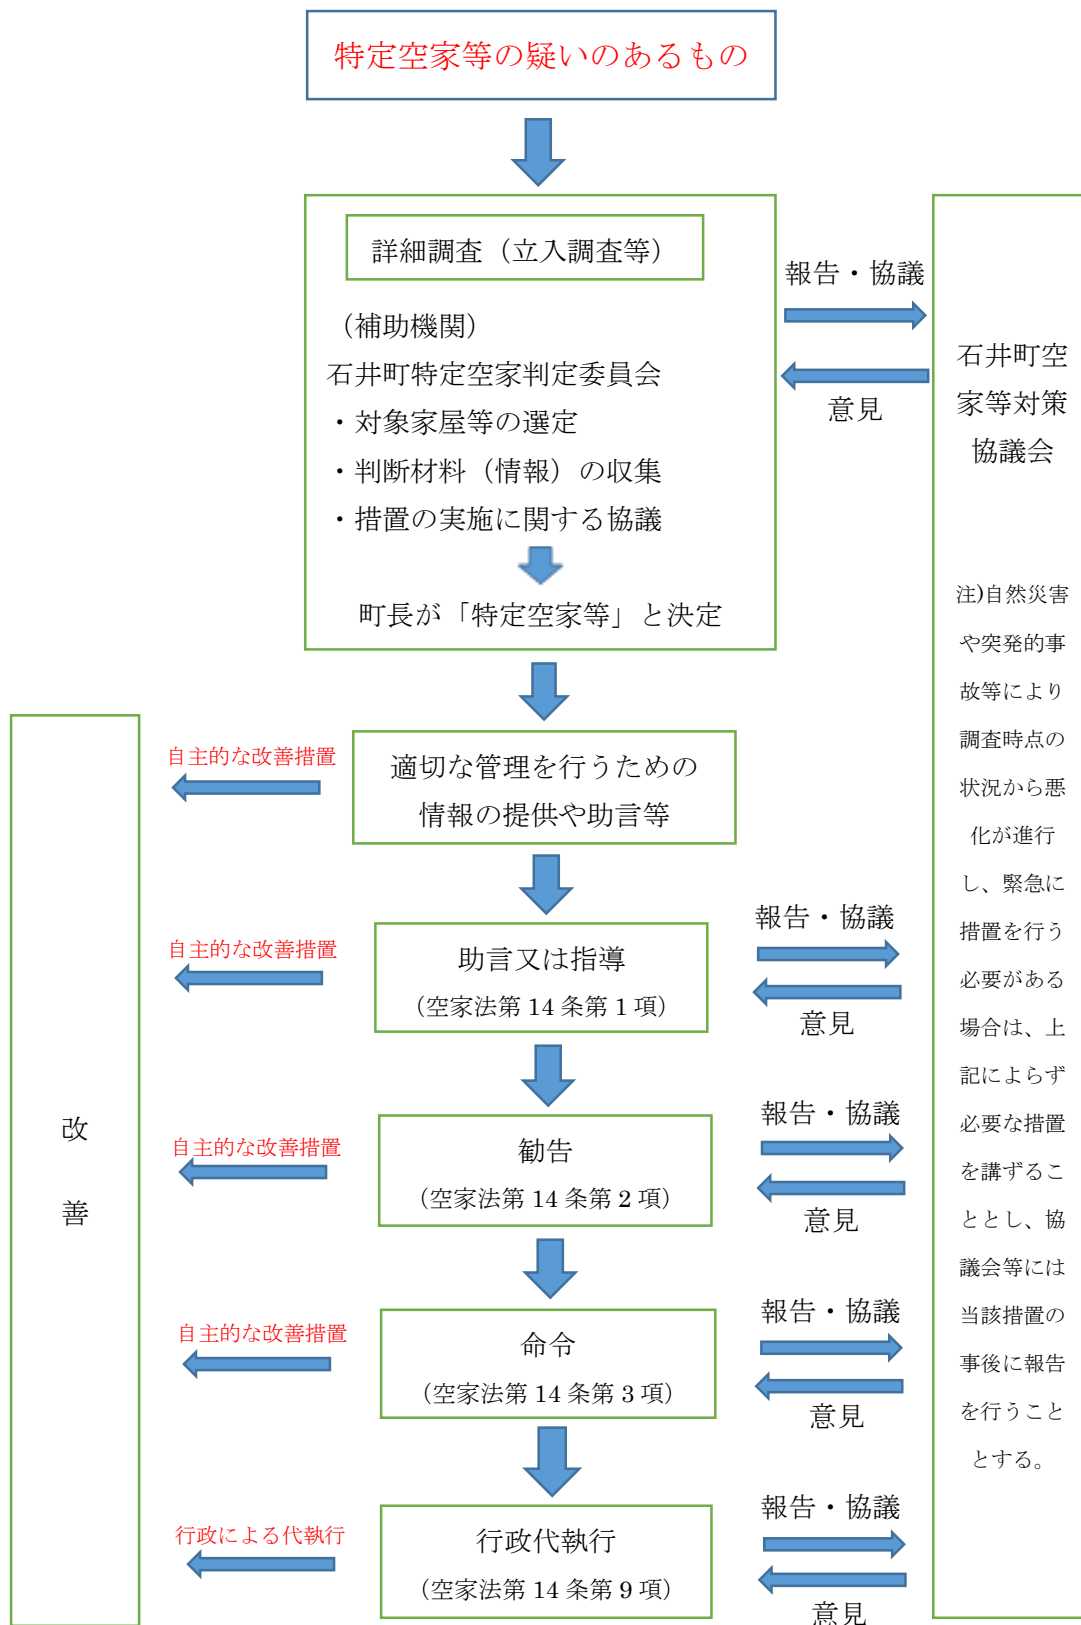 特定空家等の疑いのあるもの
詳細調査（立入調査等）
（補助機関）
石井町特定空家判定委員会
・対象家屋等の選定
・判断材料（情報）の収集
・措置の実施に関する協議
町長が「特定空家等」と決定
報告・協議
意見
石井町空
家等対策
協議会
注)自然災害
や突発的事
故等により
調査時点の
状況から悪
化が進行
し、緊急に
措置を行う
必要がある
場合は、上
記によらず
必要な措置
を講ずるこ
ととし、協
議会等には
当該措置の
事後に報告
を行うこと
とする。
適切な管理を行うための
情報の提供や助言等
自主的な改善措置
助言又は指導
（空家法第 14 条第 1 項）
自主的な改善措置
報告・協議
意見
勧告
（空家法第 14 条第 2 項）
自主的な改善措置
報告・協議
意見
命令
（空家法第 14 条第 3 項）
自主的な改善措置
報告・協議
意見
行政代執行
（空家法第 14 条第 9 項）
行政による代執行
報告・協議
意見
改
善